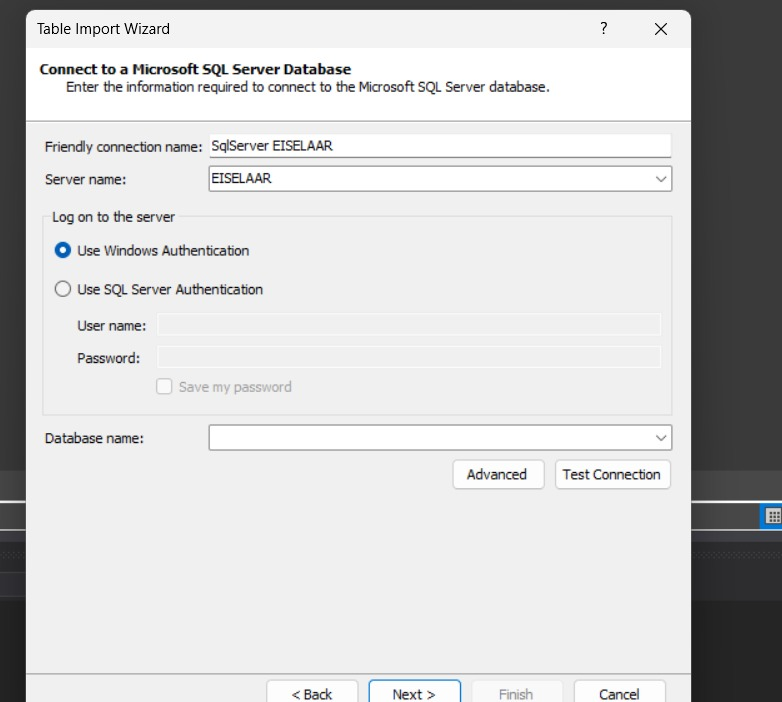 Table Import Wizard ?
Connect to a Microsoft SQL Server Database
Enter the information required to connect to the Microsoft SQL Server database.
Friendly connection name: SqlServer EISELAAR
Server name: EISELAAR
Log on to the server
Use Windows Authentication
Use SQL Server Authentication
User name:
Password:
Save my password
Database name:
Advanced Test Connection
< Back Next > Finish Cancel